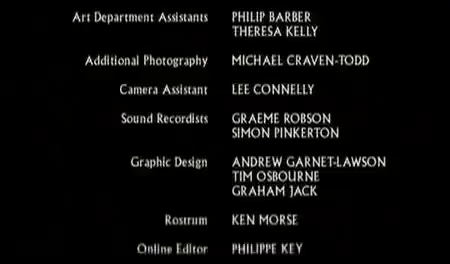 Art Department Assistants PHILIP BARBER
THERESA KELLY
Additional Photography MICHAEL CRAVEN-TODD
Camera Assistant LEE CONNELLY
Sound Recordists GRAEME ROBSON
SIMON PINKERTON
Graphic Design ANDREW GARNET-LAWSON
TIM OSBOURNE
GRAHAM JACK
Rostrum KEN MORSE
Online Editor PHILIPPE KEY